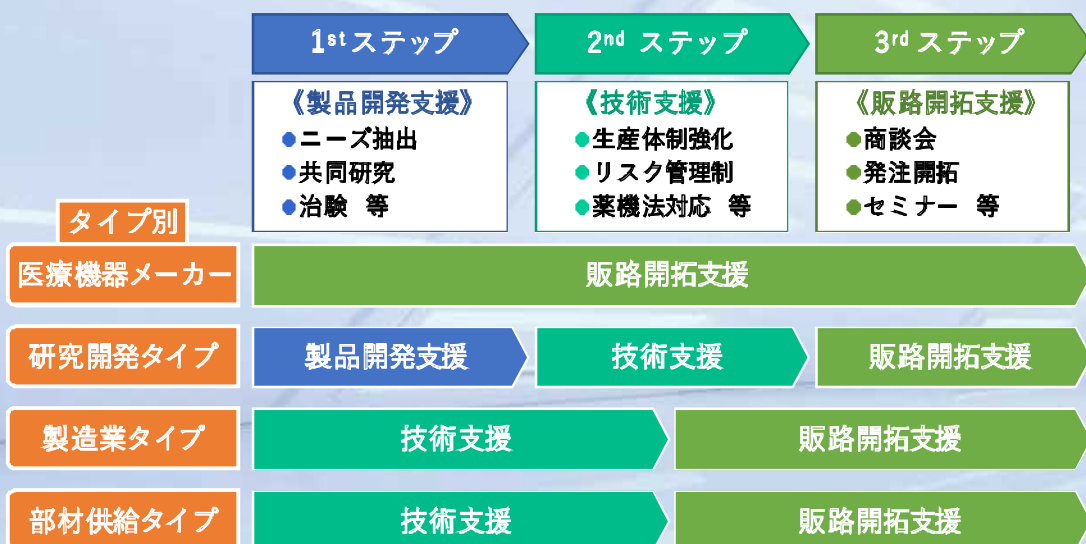 1st ステップ
2nd ステップ
3rd ステップ
《製品開発支援》
●ニーズ抽出
●共同研究
●治験 等
《技術支援》
●生産体制強化
●リスク管理制
●薬機法対応 等
《販路開拓支援》
●商談会
●発注開拓
●セミナー 等
タイプ別
医療機器メーカー
販路開拓支援
研究開発タイプ
製品開発支援
技術支援
販路開拓支援
製造業タイプ
技術支援
販路開拓支援
部材供給タイプ
技術支援
販路開拓支援